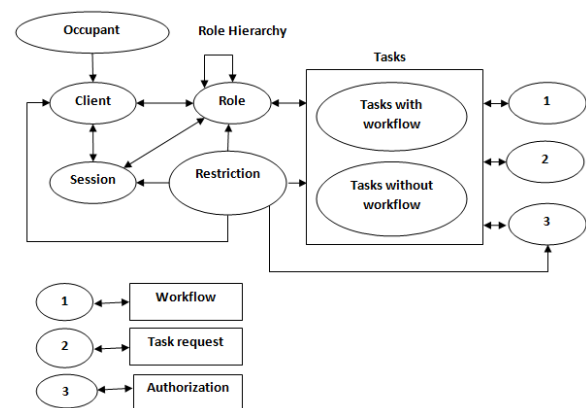 Occupant
Role Hierarchy
Tasks
Client
Role
Tasks with
workflow
1
2
Session
Restriction
Tasks without
workflow
3
1
Workflow
2
Task request
3
Authorization